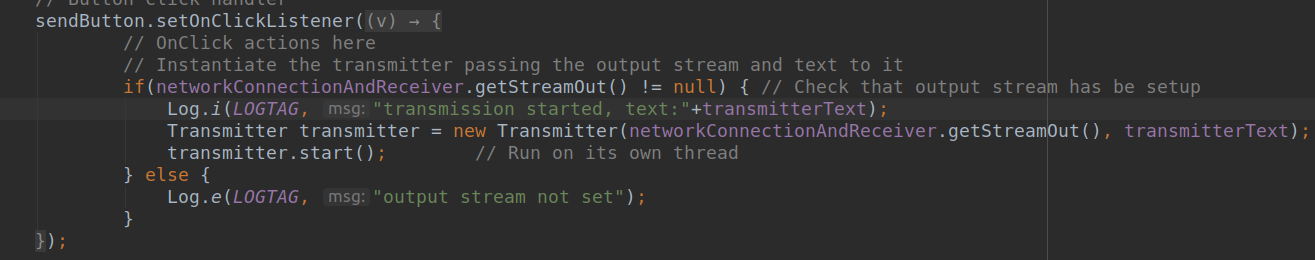 // Button click handler
sendButton.setOnClickListener((v) → {
// OnClick actions here
// Instantiate the transmitter passing the output stream and text to it
if(networkConnectionAndReceiver.getStreamOut() != null) { // Check that output stream has be setup
Log.i(LOGTAG, msg: "transmission started, text:"+transmitterText);
Transmitter transmitter = new Transmitter(networkConnectionAndReceiver.getStreamOut(), transmitterText);
transmitter.start(); // Run on its own thread
} else {
Log.e(LOGTAG, msg: "output stream not set");
}
});